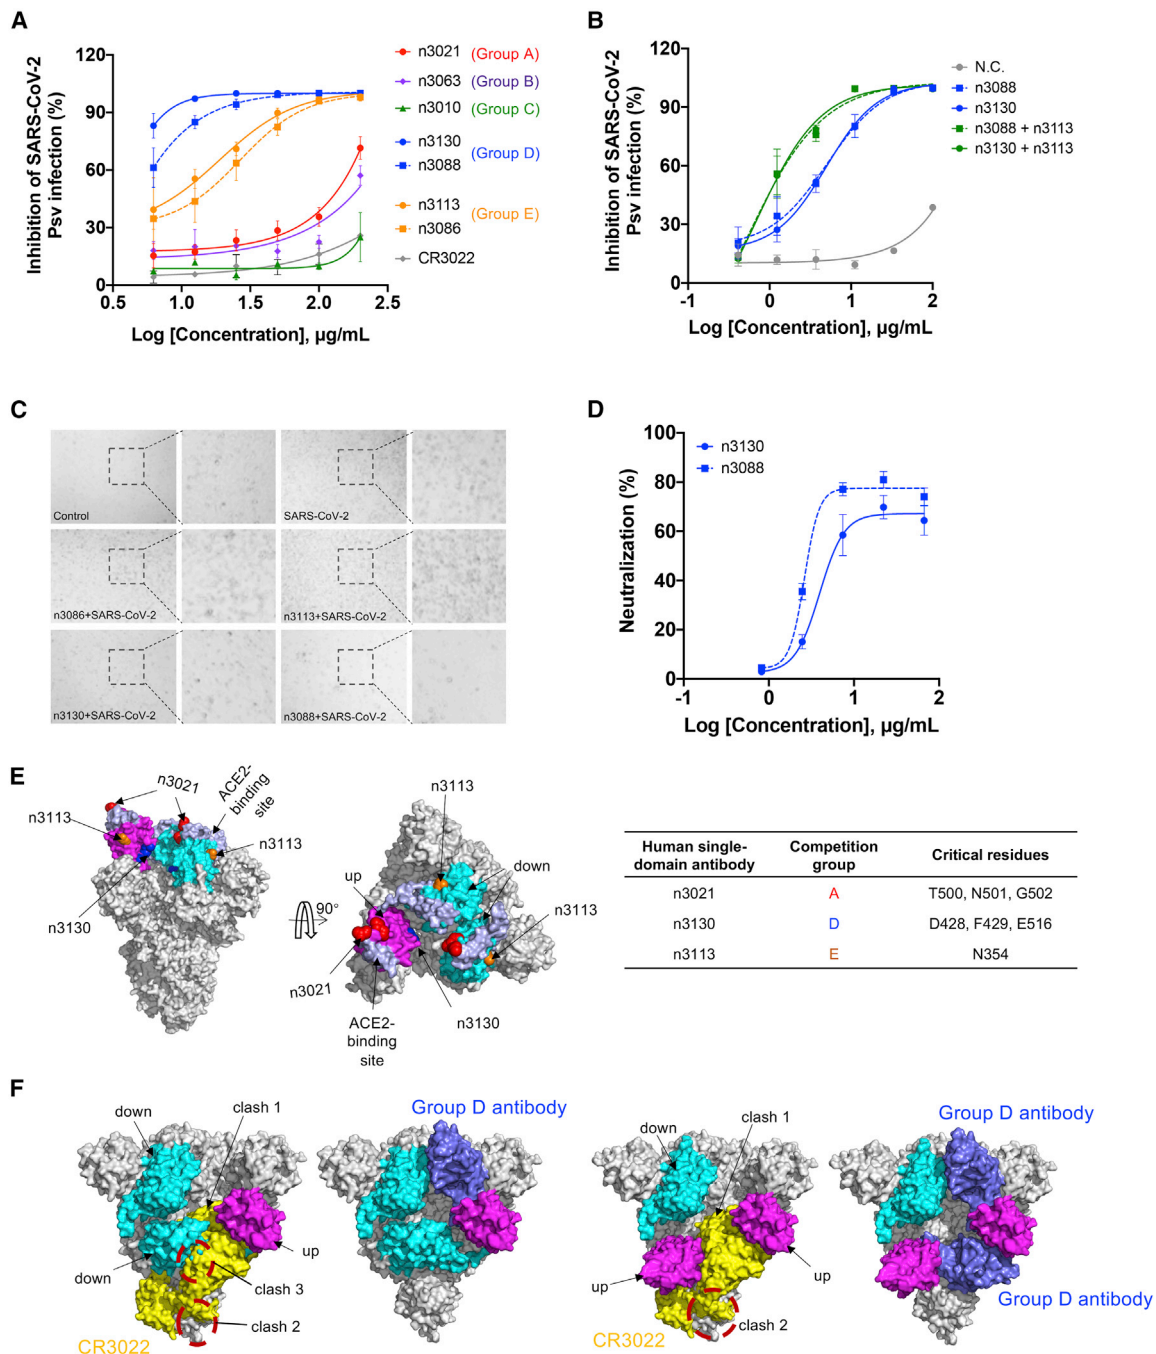 A
Inhibition of SARS-CoV-2
Psv infection (%)
120
90
60
30
0
0.5
1.0
1.5
2.0
2.5
Log [Concentration], µg/mL
n3021 (Group A)
n3063 (Group B)
n3010 (Group C)
n3130
n3088
(Group D)
n3113
n3086
(Group E)
CR3022
B
Inhibition of SARS-CoV-2
Psv infection (%)
120
90
60
30
0
-1
0
1
2
Log [Concentration], µg/mL
N.C.
n3088
n3130
n3088 + n3113
n3130 + n3113
C
Control
SARS-CoV-2
n3086+SARS-CoV-2
n3113+SARS-CoV-2
n3130+SARS-CoV-2
n3088+SARS-CoV-2
D
Neutralization (%)
100
80
60
40
20
0
-1
0
1
2
Log [Concentration], µg/mL
n3130
n3088
E
n3021
ACE2-
binding
site
n3113
n3113
n3130
90°
n3113
up
down
n3113
n3021
n3130
ACE2-
binding
site
Human single-
domain antibody
Competition
group
Critical residues
n3021 A T500, N501, G502
n3130 D D428, F429, E516
n3113 E N354
F
down
clash 1
up
down
clash 3
clash 2
CR3022
Group D antibody
down
clash 1
up
up
clash 2
CR3022
Group D antibody
Group D antibody